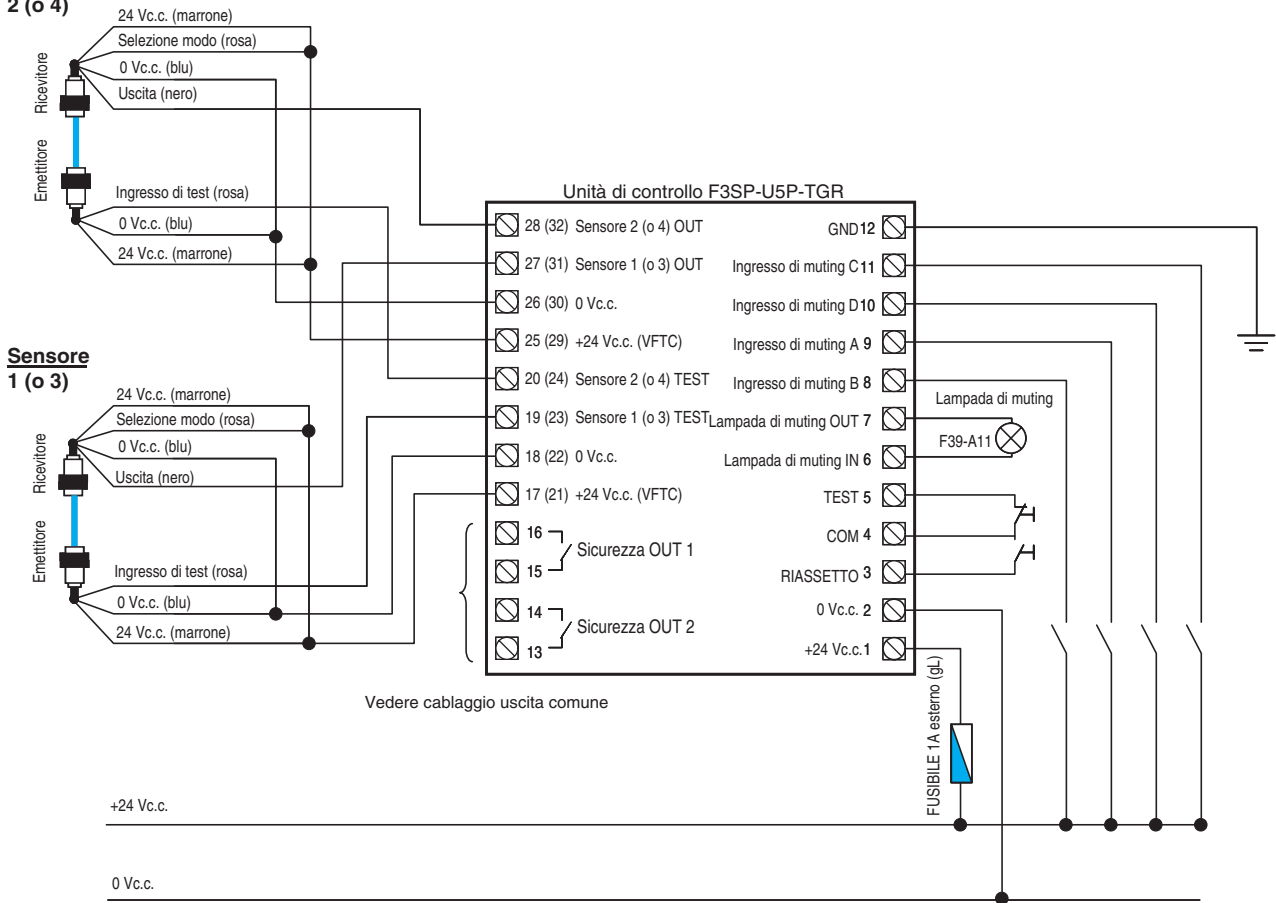 2 (o 4)
24 Vc.c. (marrone)
Selezione modo (rosa)
0 Vc.c. (blu)
Uscita (nero)
Ricevitore
Emettitore
Ingresso di test (rosa)
0 Vc.c. (blu)
24 Vc.c. (marrone)
Sensore
1 (o 3)
24 Vc.c. (marrone)
Selezione modo (rosa)
0 Vc.c. (blu)
Uscita (nero)
Ricevitore
Emettitore
Ingresso di test (rosa)
0 Vc.c. (blu)
24 Vc.c. (marrone)
Unità di controllo F3SP-U5P-TGR
28 (32) Sensore 2 (o 4) OUT
27 (31) Sensore 1 (o 3) OUT
26 (30) 0 Vc.c.
25 (29) +24 Vc.c. (VFTC)
20 (24) Sensore 2 (o 4) TEST
19 (23) Sensore 1 (o 3) TEST
18 (22) 0 Vc.c.
17 (21) +24 Vc.c. (VFTC)
16
Sicurezza OUT 1
15
14
Sicurezza OUT 2
13
GND 12
Ingresso di muting C 11
Ingresso di muting D 10
Ingresso di muting A 9
Ingresso di muting B 8
Lampada di muting OUT 7
Lampada di muting IN 6
TEST 5
COM 4
RIASSETTO 3
0 Vc.c. 2
+24 Vc.c. 1
Lampada di muting
F39-A11
FUSIBILE 1A esterno (gL)
Vedere cablaggio uscita comune
+24 Vc.c.
0 Vc.c.